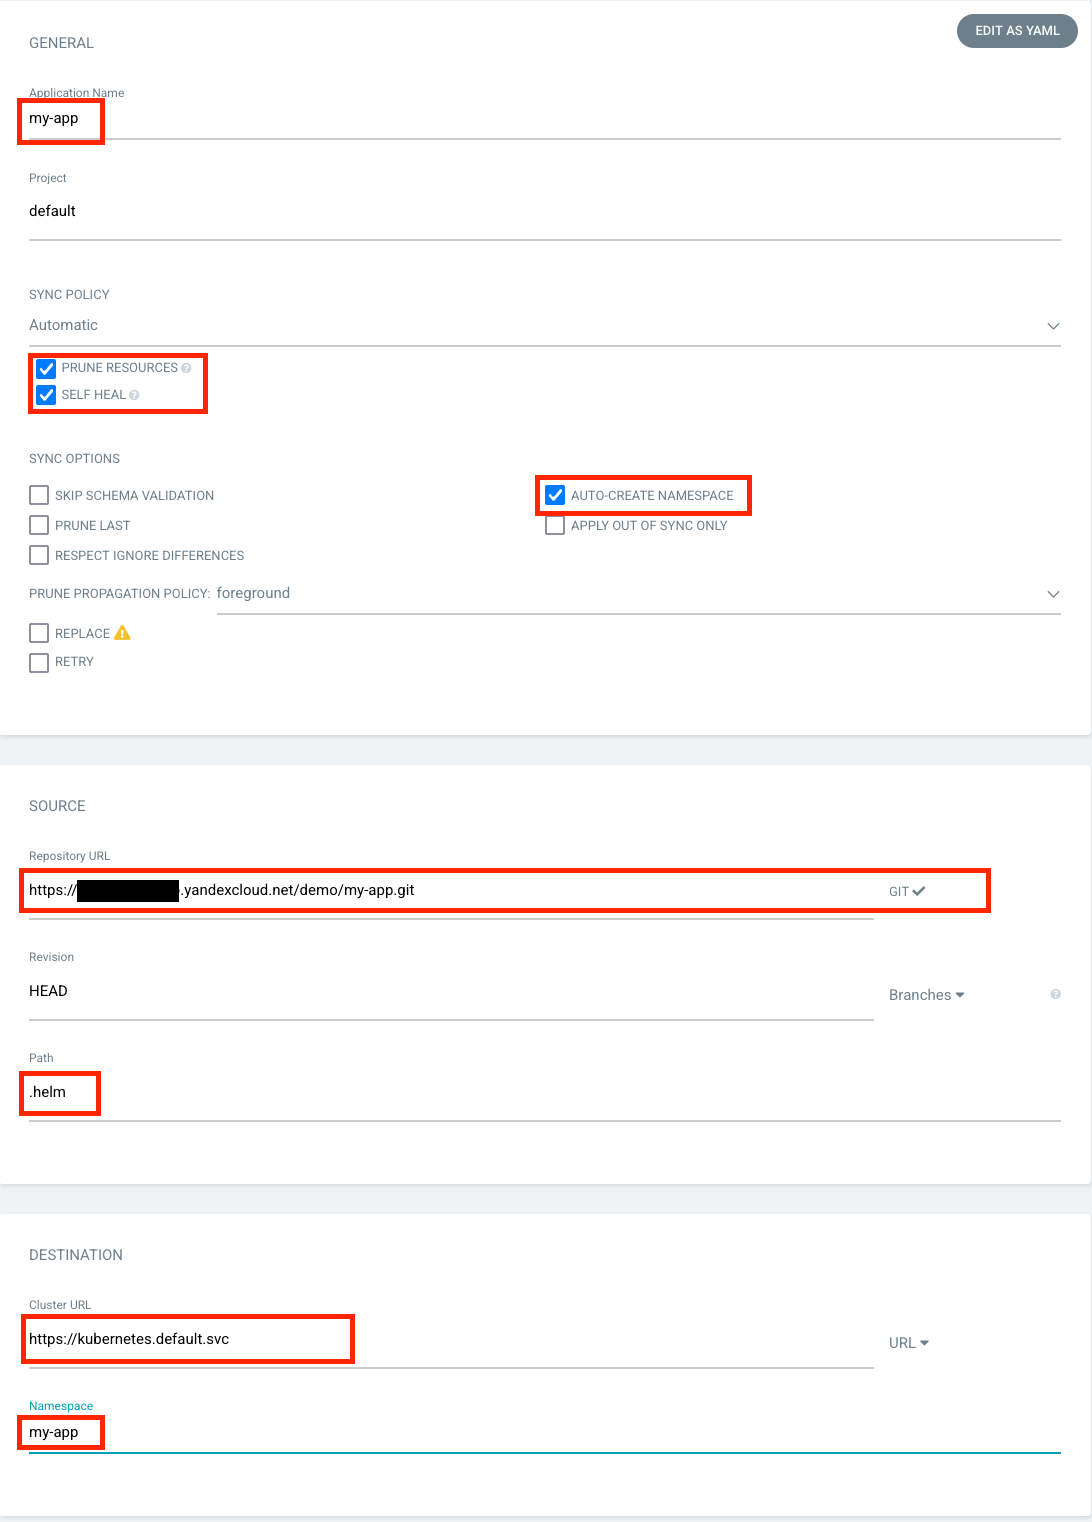 EDIT AS YAML
GENERAL
Application Name
my-app
Project
default
SYNC POLICY
Automatic
PRUNE RESOURCES
SELF HEAL
SYNC OPTIONS
SKIP SCHEMA VALIDATION
AUTO-CREATE NAMESPACE
PRUNE LAST
APPLY OUT OF SYNC ONLY
RESPECT IGNORE DIFFERENCES
PRUNE PROPAGATION POLICY: foreground
REPLACE
RETRY
SOURCE
Repository URL
https:// .yandexcloud.net/demo/my-app.git GIT
Revision
HEAD
Branches
Path
.helm
DESTINATION
Cluster URL
https://kubernetes.default.svc
URL
Namespace
my-app